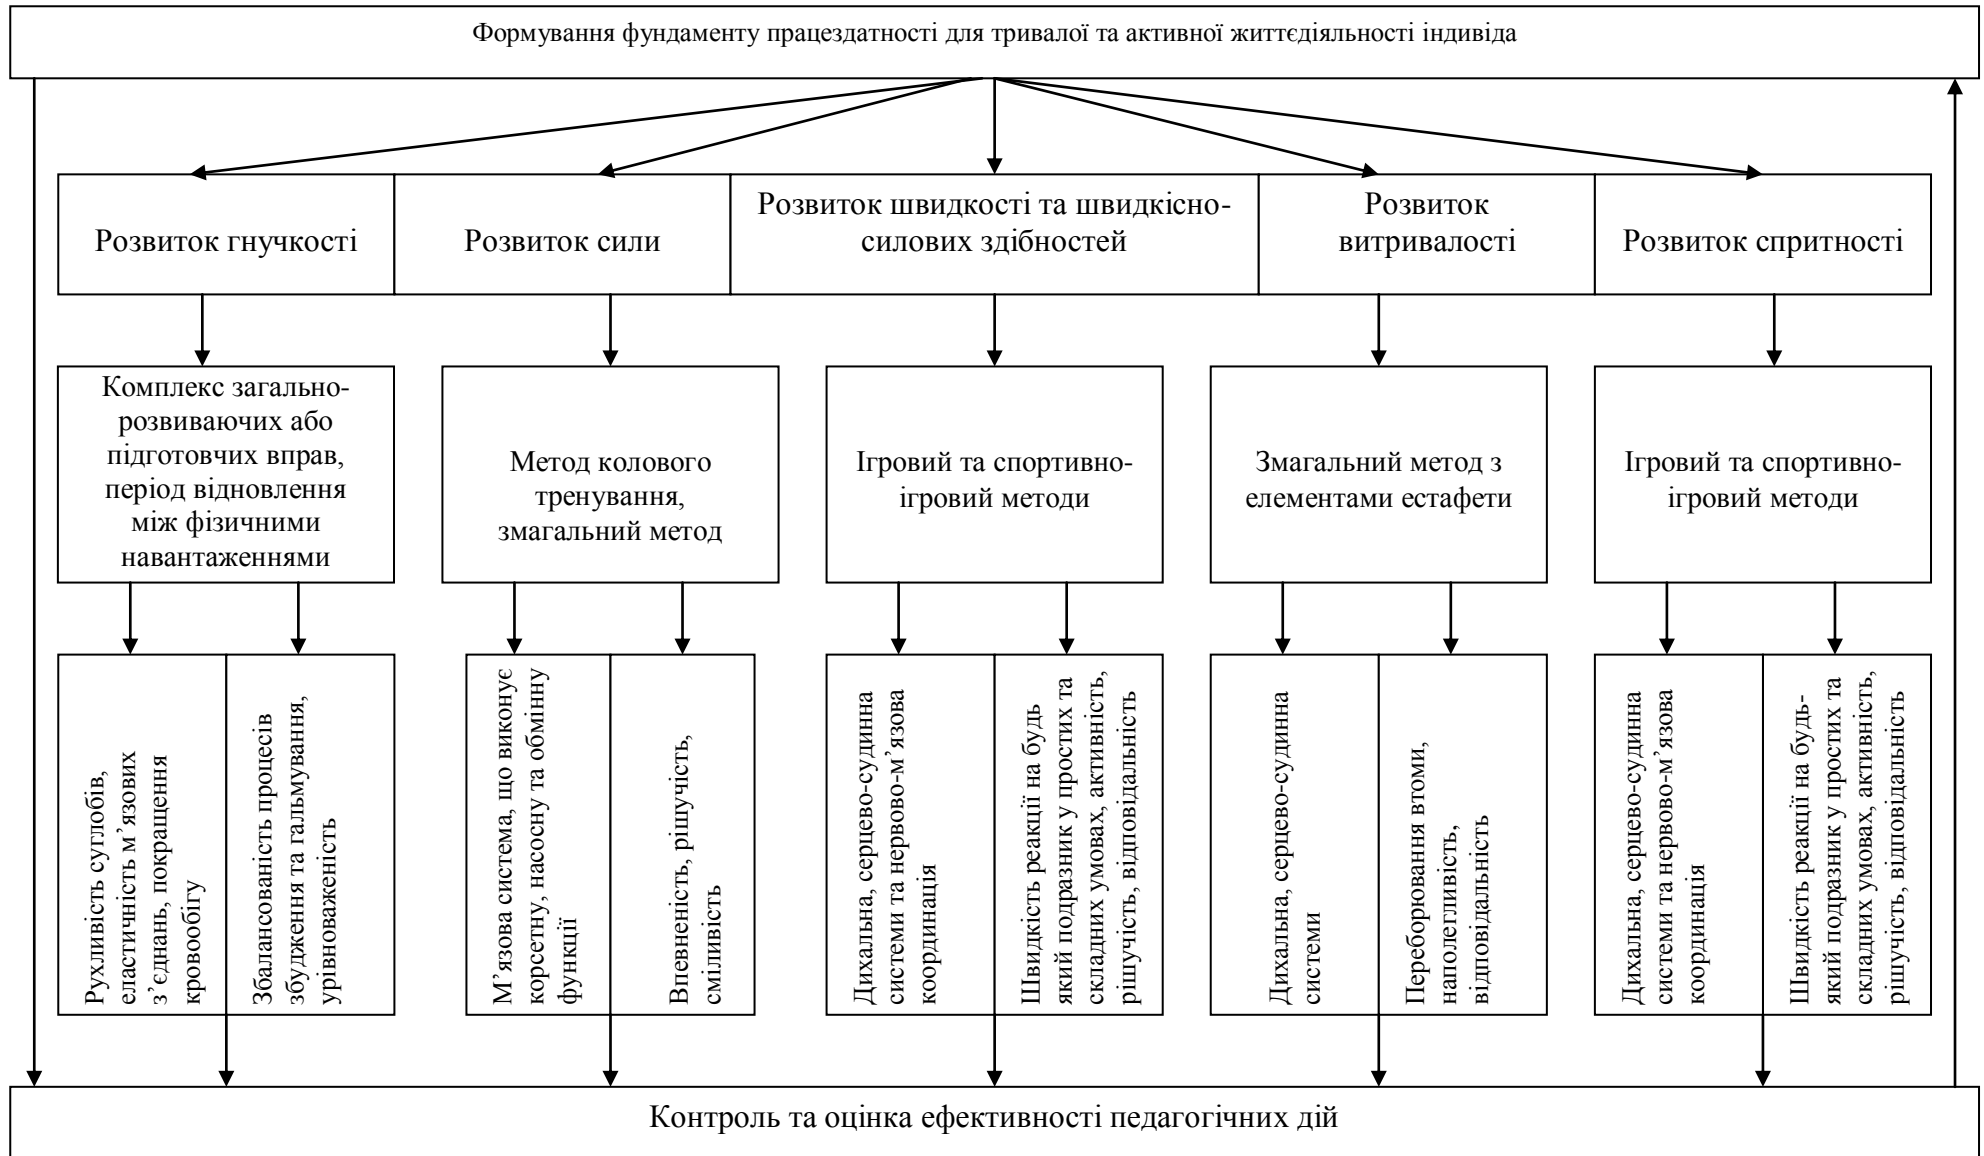 Формування фундаменту працездатності для тривалої та активної життєдіяльності індивіда
Розвиток гнучкості
Розвиток сили
Розвиток швидкості та швидкісно-
силових здібностей
Розвиток
витривалості
Розвиток спритності
Комплекс загально-
розвиваючих або
підготовчих вправ,
період відновлення
між фізичними
навантаженнями
Метод колового
тренування,
змагальний метод
Ігровий та спортивно-
ігровий методи
Змагальний метод з
елементами естафети
Ігровий та спортивно-
ігровий методи
Рухливість суглобів,
еластичність м’язових
з’єднань, покращення
кровообігу
Збалансованість процесів
збудження та гальмування,
урівноваженість
М’язова система, що виконує
корсетну, насосну та обмінну
функції
Впевненість, рішучість,
сміливість
Дихальна, серцево-судинна
системи та нервово-м’язова
координація
Швидкість реакції на будь
який подразник у простих та
складних умовах, активність,
рішучість, відповідальність
Дихальна, серцево-судинна
системи
Переборювання втоми,
наполегливість,
відповідальність
Дихальна, серцево-судинна
системи та нервово-м’язова
координація
Швидкість реакції на будь-
який подразник у простих та
складних умовах, активність,
рішучість, відповідальність
Контроль та оцінка ефективності педагогічних дій